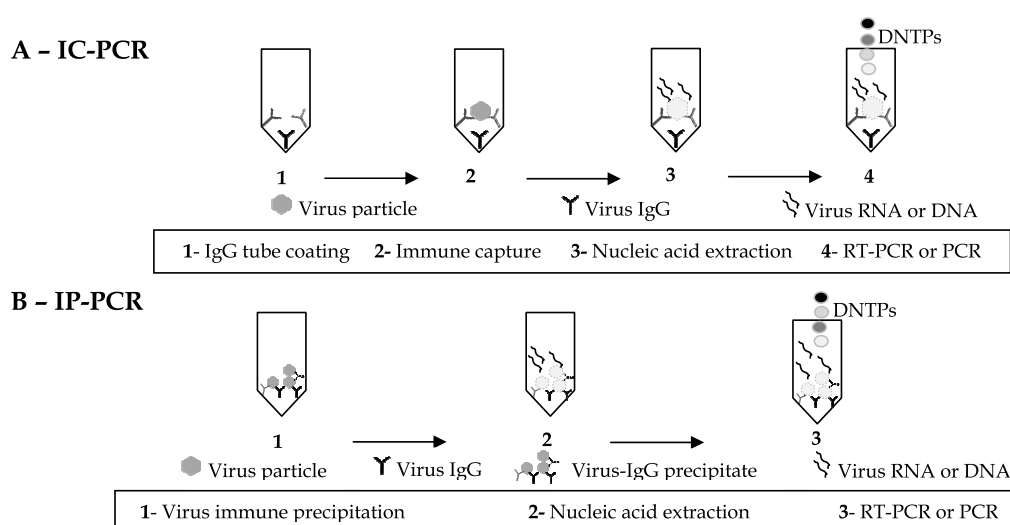 A – IC-PCR
DNTPs
1
2
3
4
Virus particle
Virus IgG
Virus RNA or DNA
1- IgG tube coating 2- Immune capture 3- Nucleic acid extraction 4- RT-PCR or PCR
B – IP-PCR
DNTPs
1
2
3
Virus particle
Virus IgG
Virus-IgG precipitate
Virus RNA or DNA
1- Virus immune precipitation 2- Nucleic acid extraction 3- RT-PCR or PCR